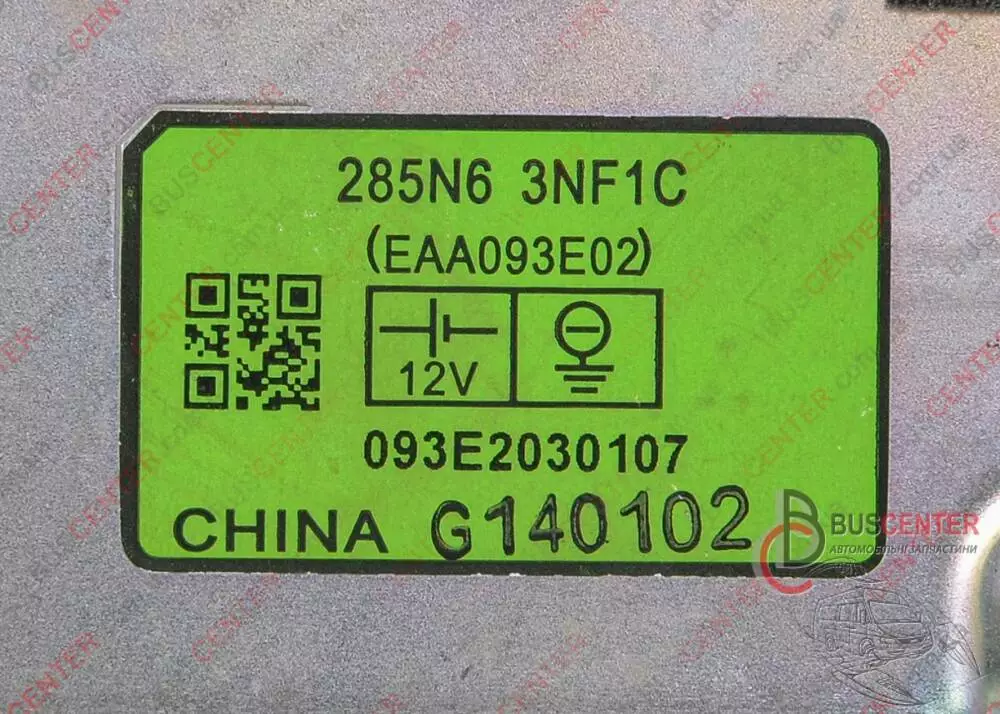 285N6 3NF1C
(EAA093E02)
12V
093E2030107
CHINA G140102
BUSCENTER
АВТОМОБІЛЬНІ ЗАПЧАСТИНИ